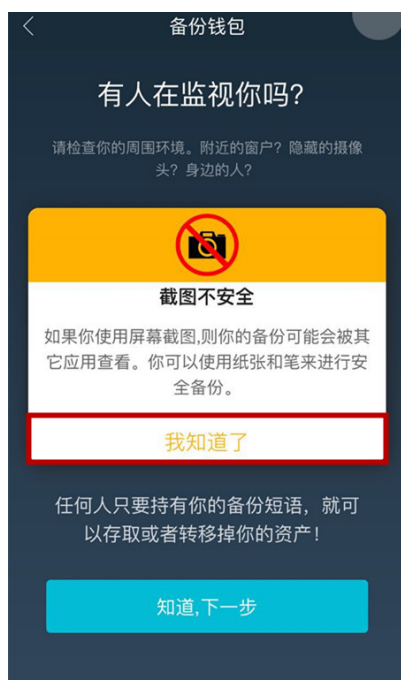 备份钱包
有人在监视你吗?
请检查你的周围环境。附近的窗户? 隐藏的摄像
头? 身边的人?
截图不安全
如果你使用屏幕截图,则你的备份可能会被其
它应用查看。你可以使用纸张和笔来进行安
全备份。
我知道了
任何人只要持有你的备份短语，就可
以存取或者转移掉你的资产!
知道,下一步